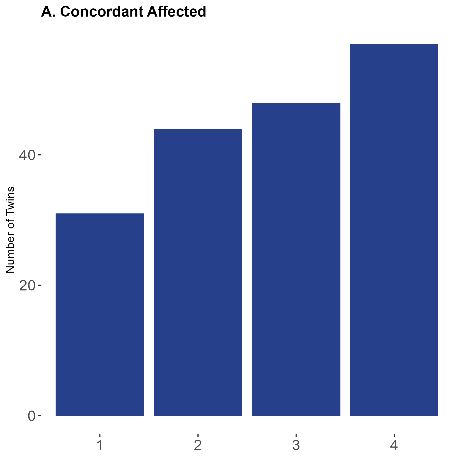 A. Concordant Affected
Number of Twins
40
20
0
1 2 3 4